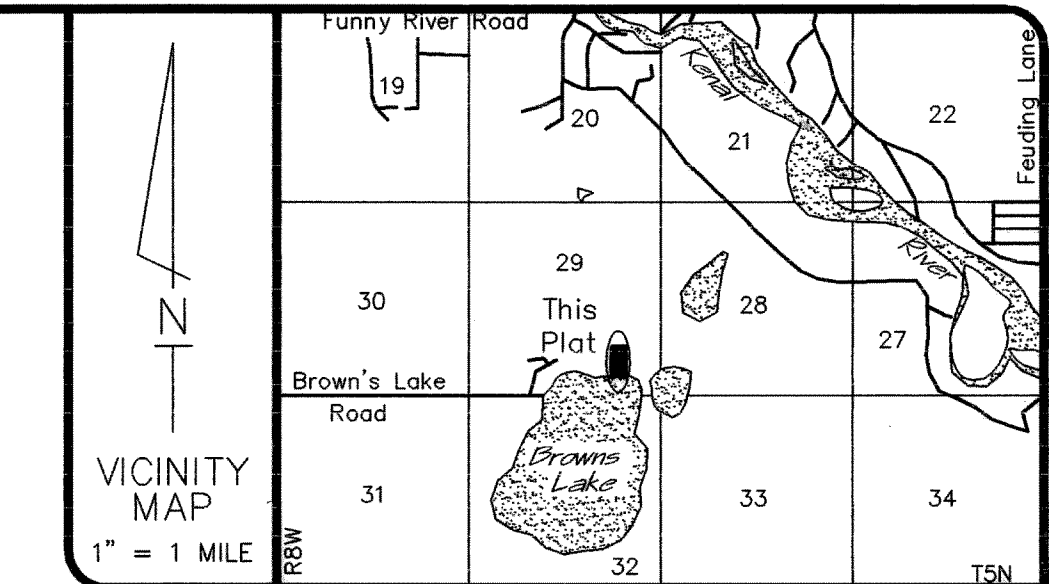 Funny River Road
19
20
Kenai
21
22
Feuding Lane
N
30
29
This
Plat
28
River
27
Brown's Lake
Road
VICINITY
MAP
1" = 1 MILE
R8W
31
Browns
Lake
32
33
34
T5N